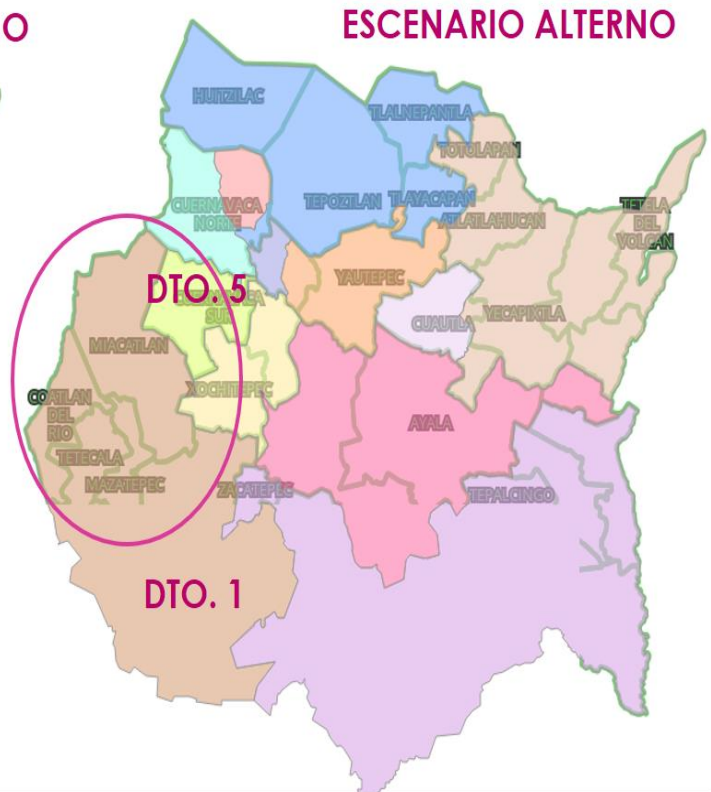 O
ESCENARIO ALTERNO
HUITZILAC
TLALNEPANTLA
TOTOLAPAN
CUERNAVACA
NORTE
TEPOZTLAN
TLAYACAPAN
ATLATLAHUCAN
TETELA
DEL
VOLCAN
YAUTEPEC
DTO. 5
SUR
CUAUTLA
YECAPIXTLA
MIACATLAN
XOCHITEPEC
COATLAN
DEL
RIO
AYALA
TETECALA
MAZATEPEC
ZACATEPEC
TEPALCINGO
DTO. 1